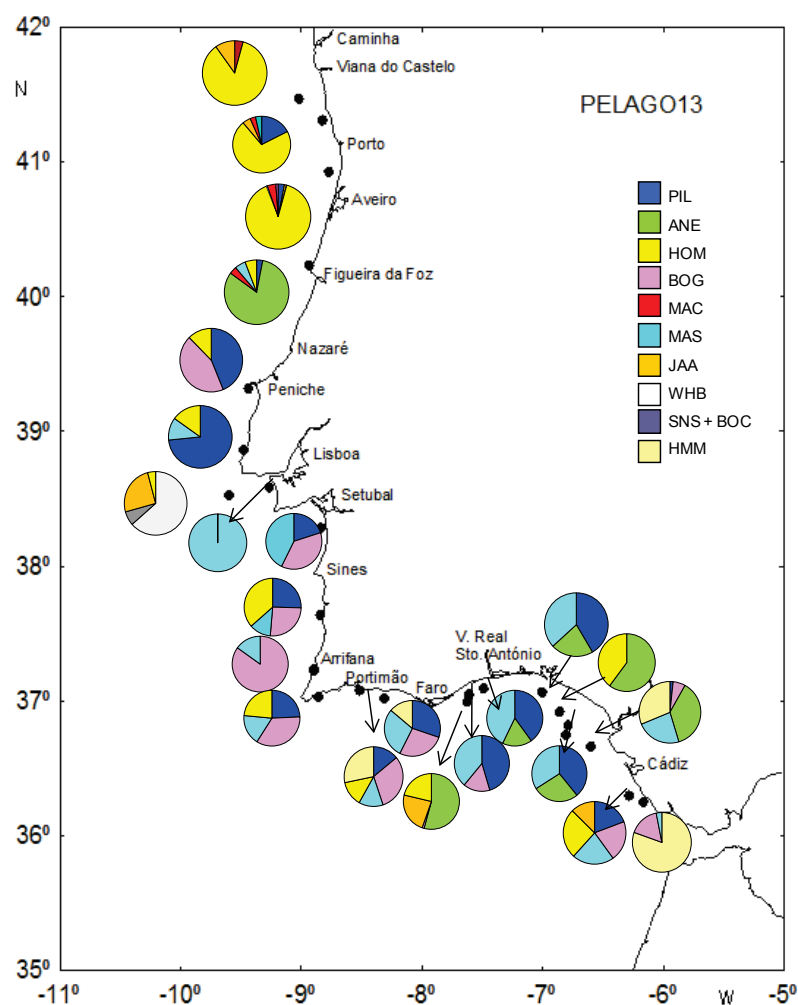 42⁰
Caminha
Viana do Castelo
N
PELAGO13
Porto
41⁰
PIL
Aveiro
ANE
HOM
Figueira da Foz
BOG
40⁰
MAC
MAS
Nazaré
JAA
Peniche
WHB
SNS + BOC
39⁰
HMM
Lisboa
Setubal
38⁰
Sines
V. Real
Sto. António
Arrifana
Portimão
Faro
37⁰
Cádiz
36⁰
35⁰
-11⁰ -10⁰ -9⁰ -8⁰ -7⁰ -6⁰ W -5⁰